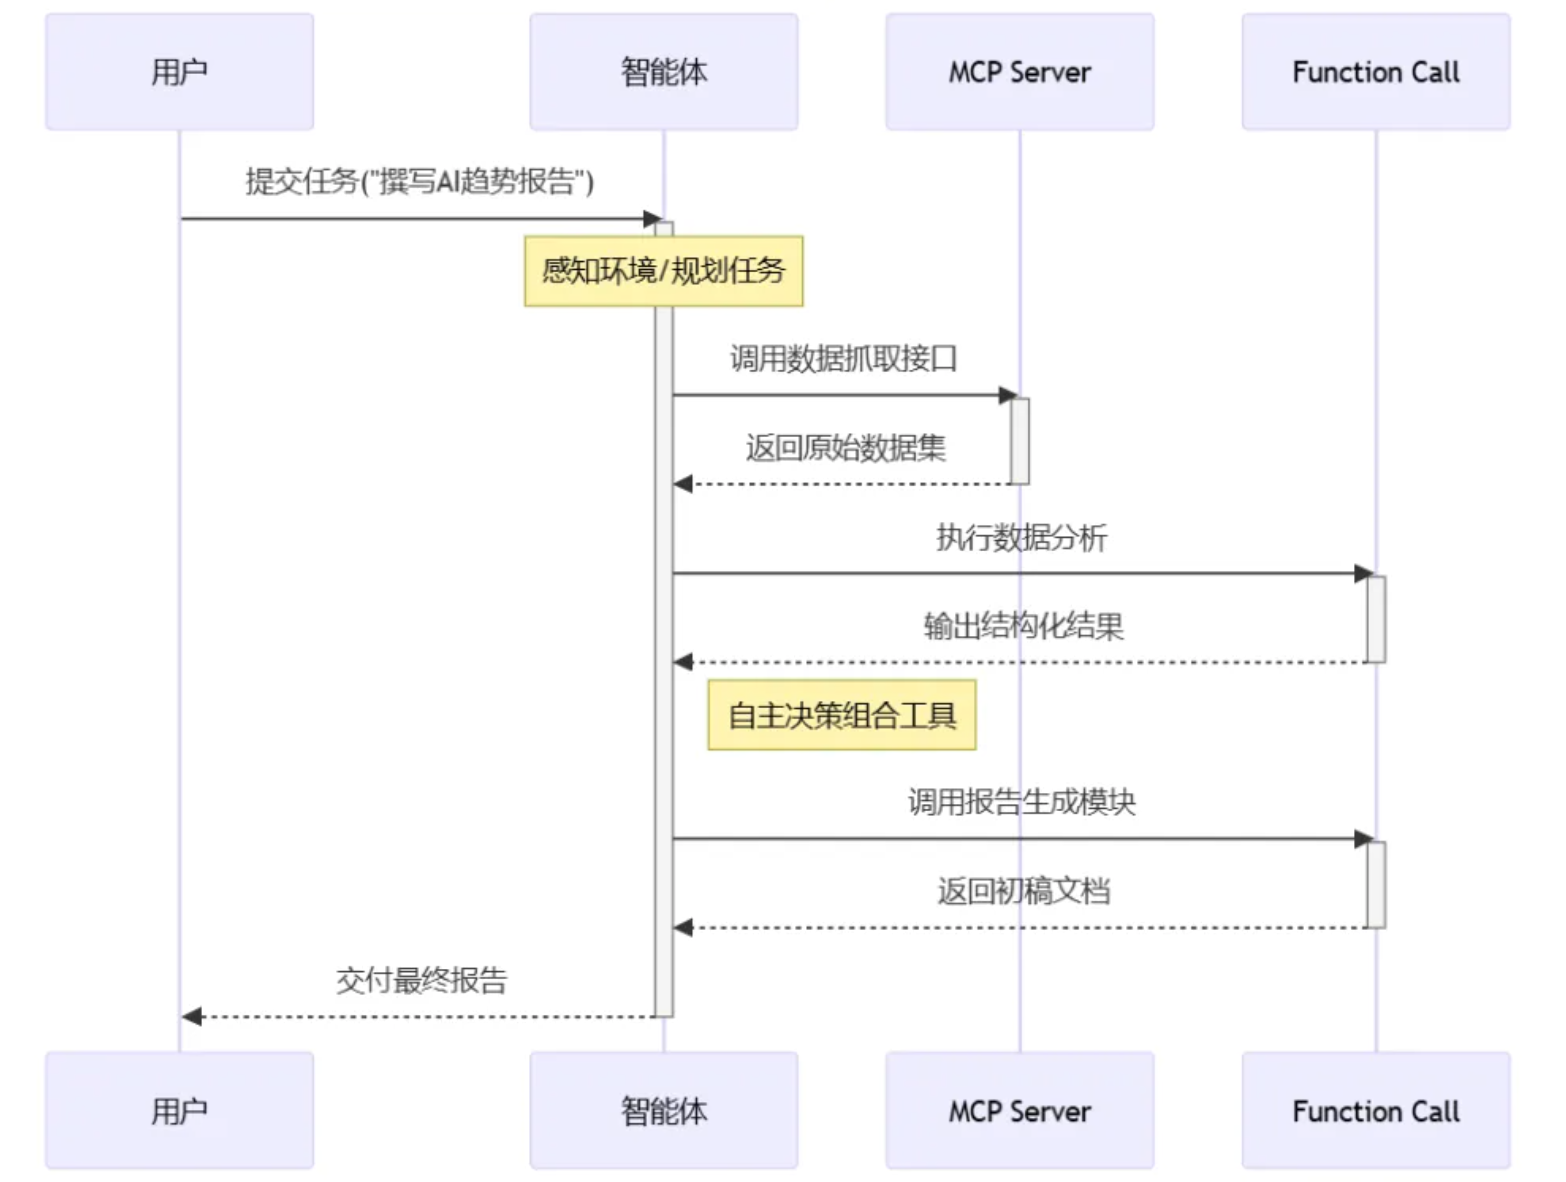 用户
智能体
MCP Server
Function Call
提交任务("撰写AI趋势报告")
感知环境/规划任务
调用数据抓取接口
返回原始数据集
执行数据分析
输出结构化结果
自主决策组合工具
调用报告生成模块
返回初稿文档
交付最终报告
用户
智能体
MCP Server
Function Call